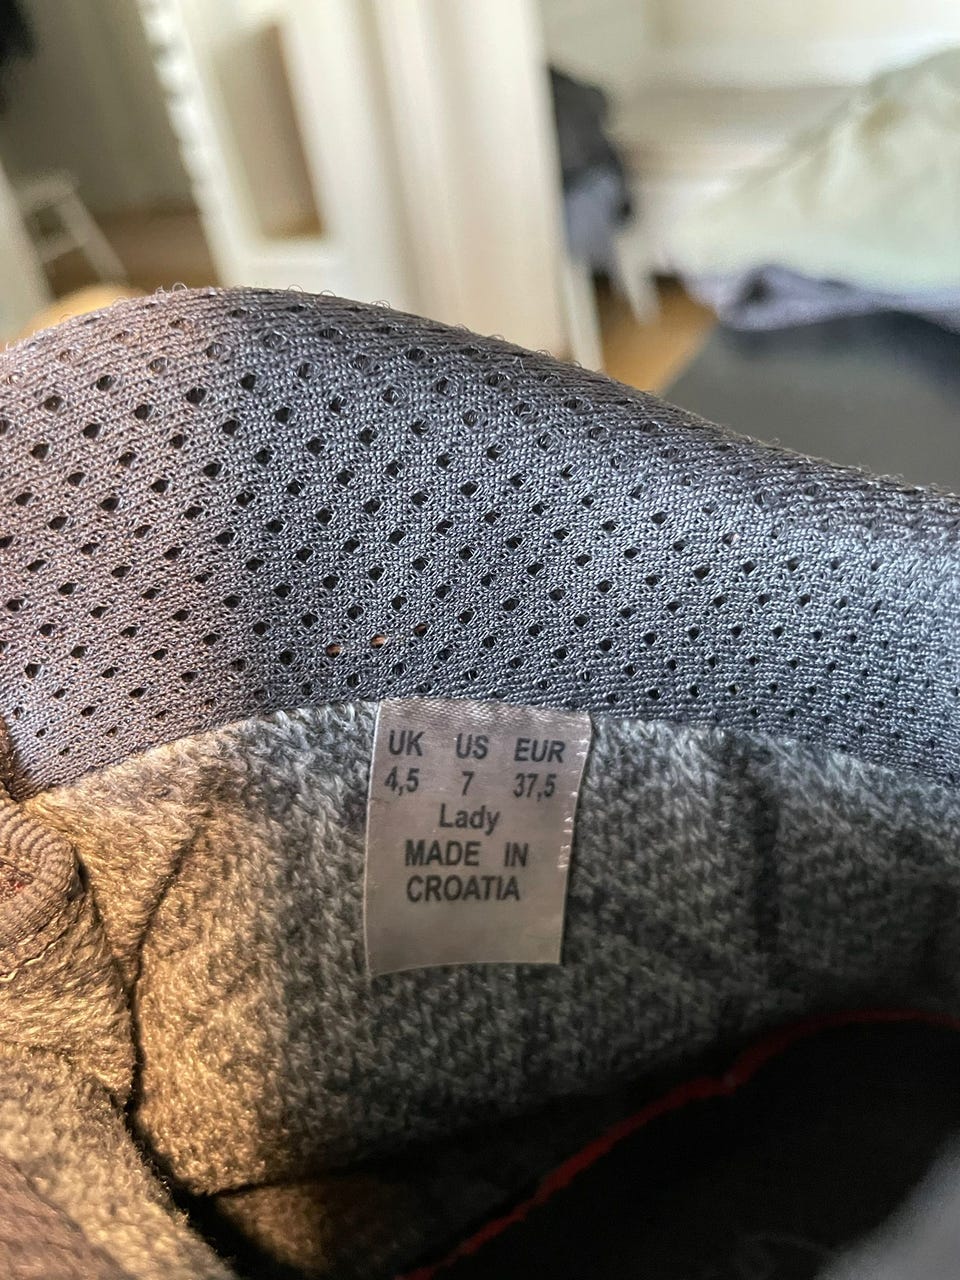 UK US EUR
4,5 7 37,5
Lady
MADE IN
CROATIA